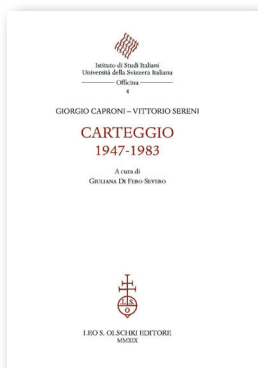 Istituto di Studi Italiani
Università della Svizzera Italiana
Officina
4
GIORGIO CAPRONI – VITTORIO SERENI
CARTEGGIO
1947-1983
A cura di
GIULIANA DI FEBO-SEVERO
L S
O
LEO S. OLSCHKI EDITORE
MMXIX